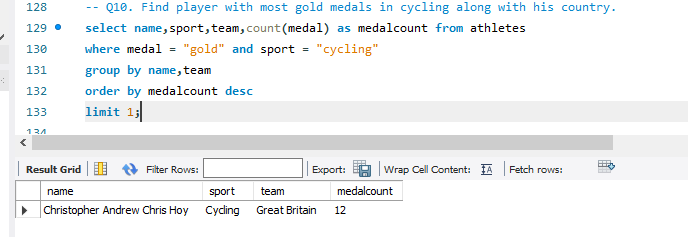 128 -- Q10. Find player with most gold medals in cycling along with his country.
129 select name,sport,team,count(medal) as medalcount from athletes
130 where medal = "gold" and sport = "cycling"
131 group by name,team
132 order by medalcount desc
133 limit 1;
134
Result Grid Filter Rows: Export: Wrap Cell Content: IA Fetch rows:
name sport team medalcount
Christopher Andrew Chris Hoy Cycling Great Britain 12